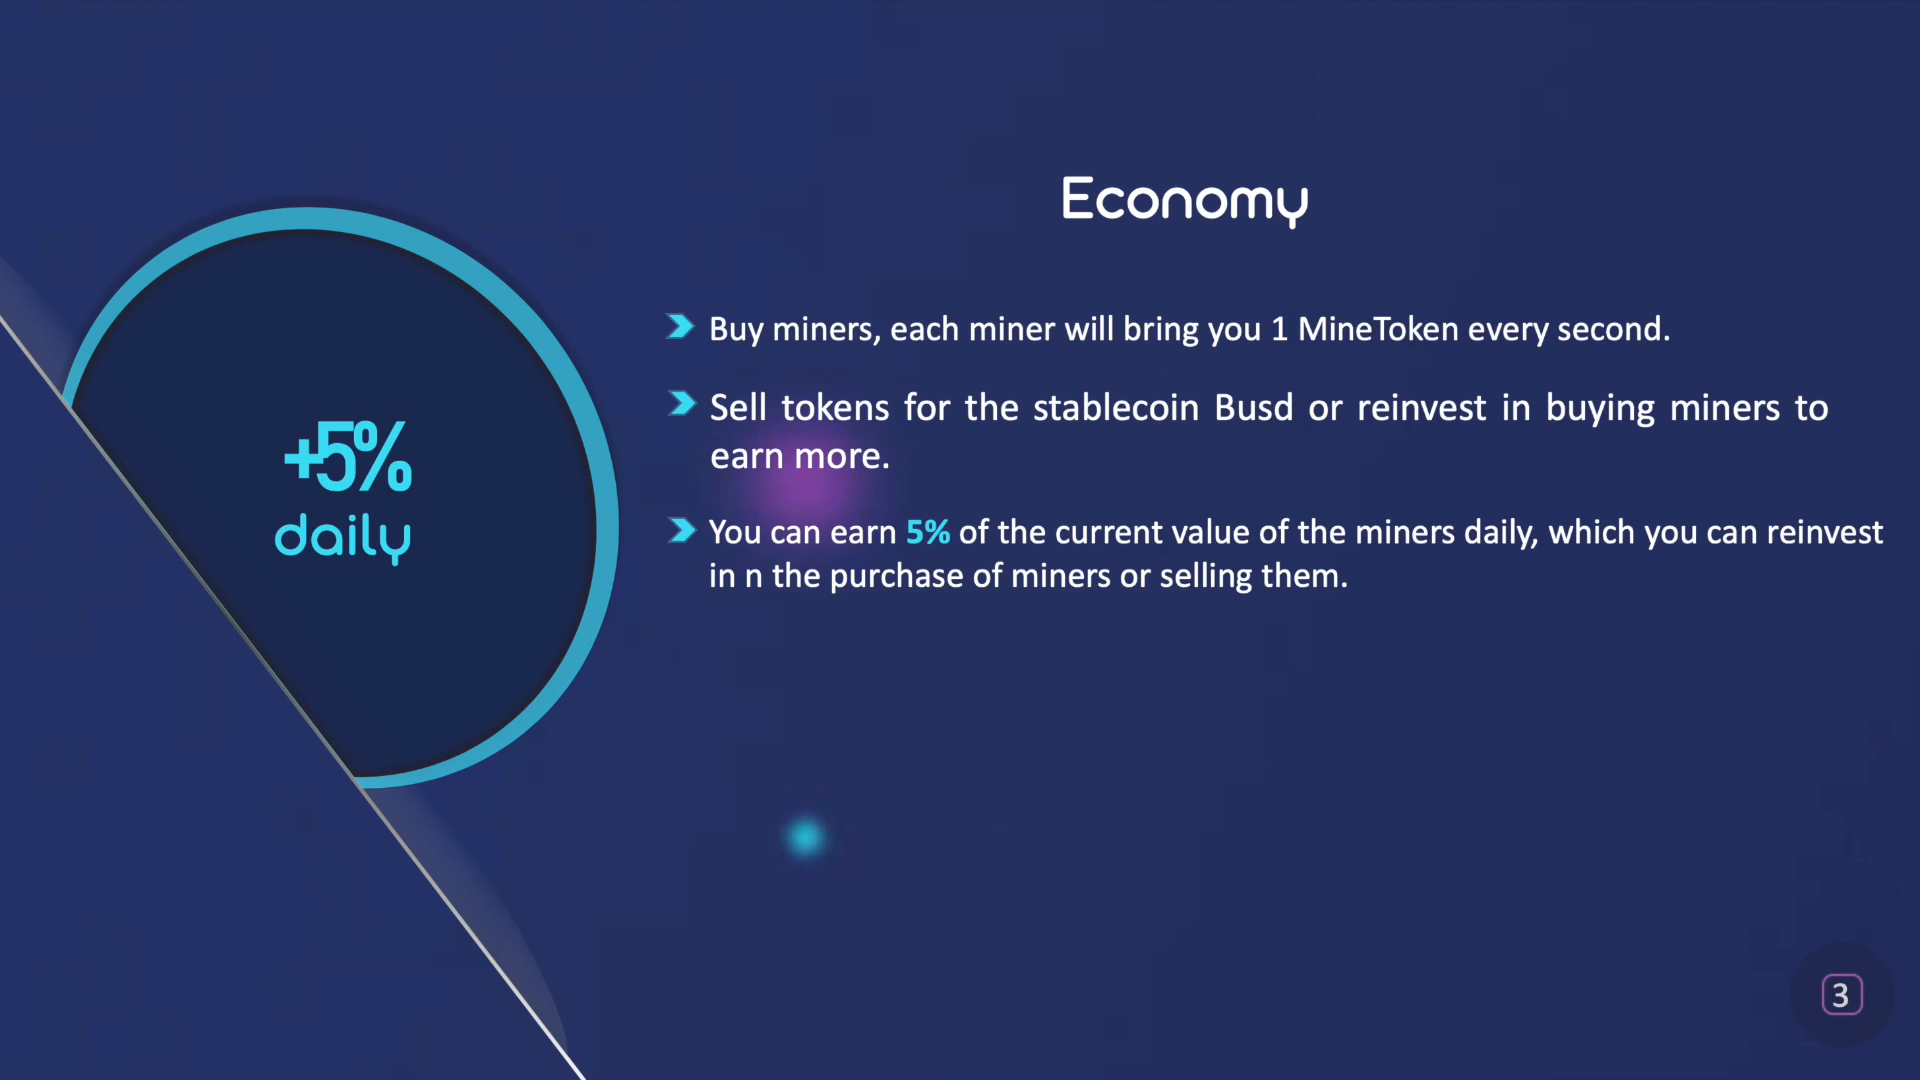 Economy
Buy miners, each miner will bring you 1 MineToken every second.
Sell tokens for the stablecoin Busd or reinvest in buying miners to
earn more.
+5%
daily
You can earn 5% of the current value of the miners daily, which you can reinvest
in n the purchase of miners or selling them.
3